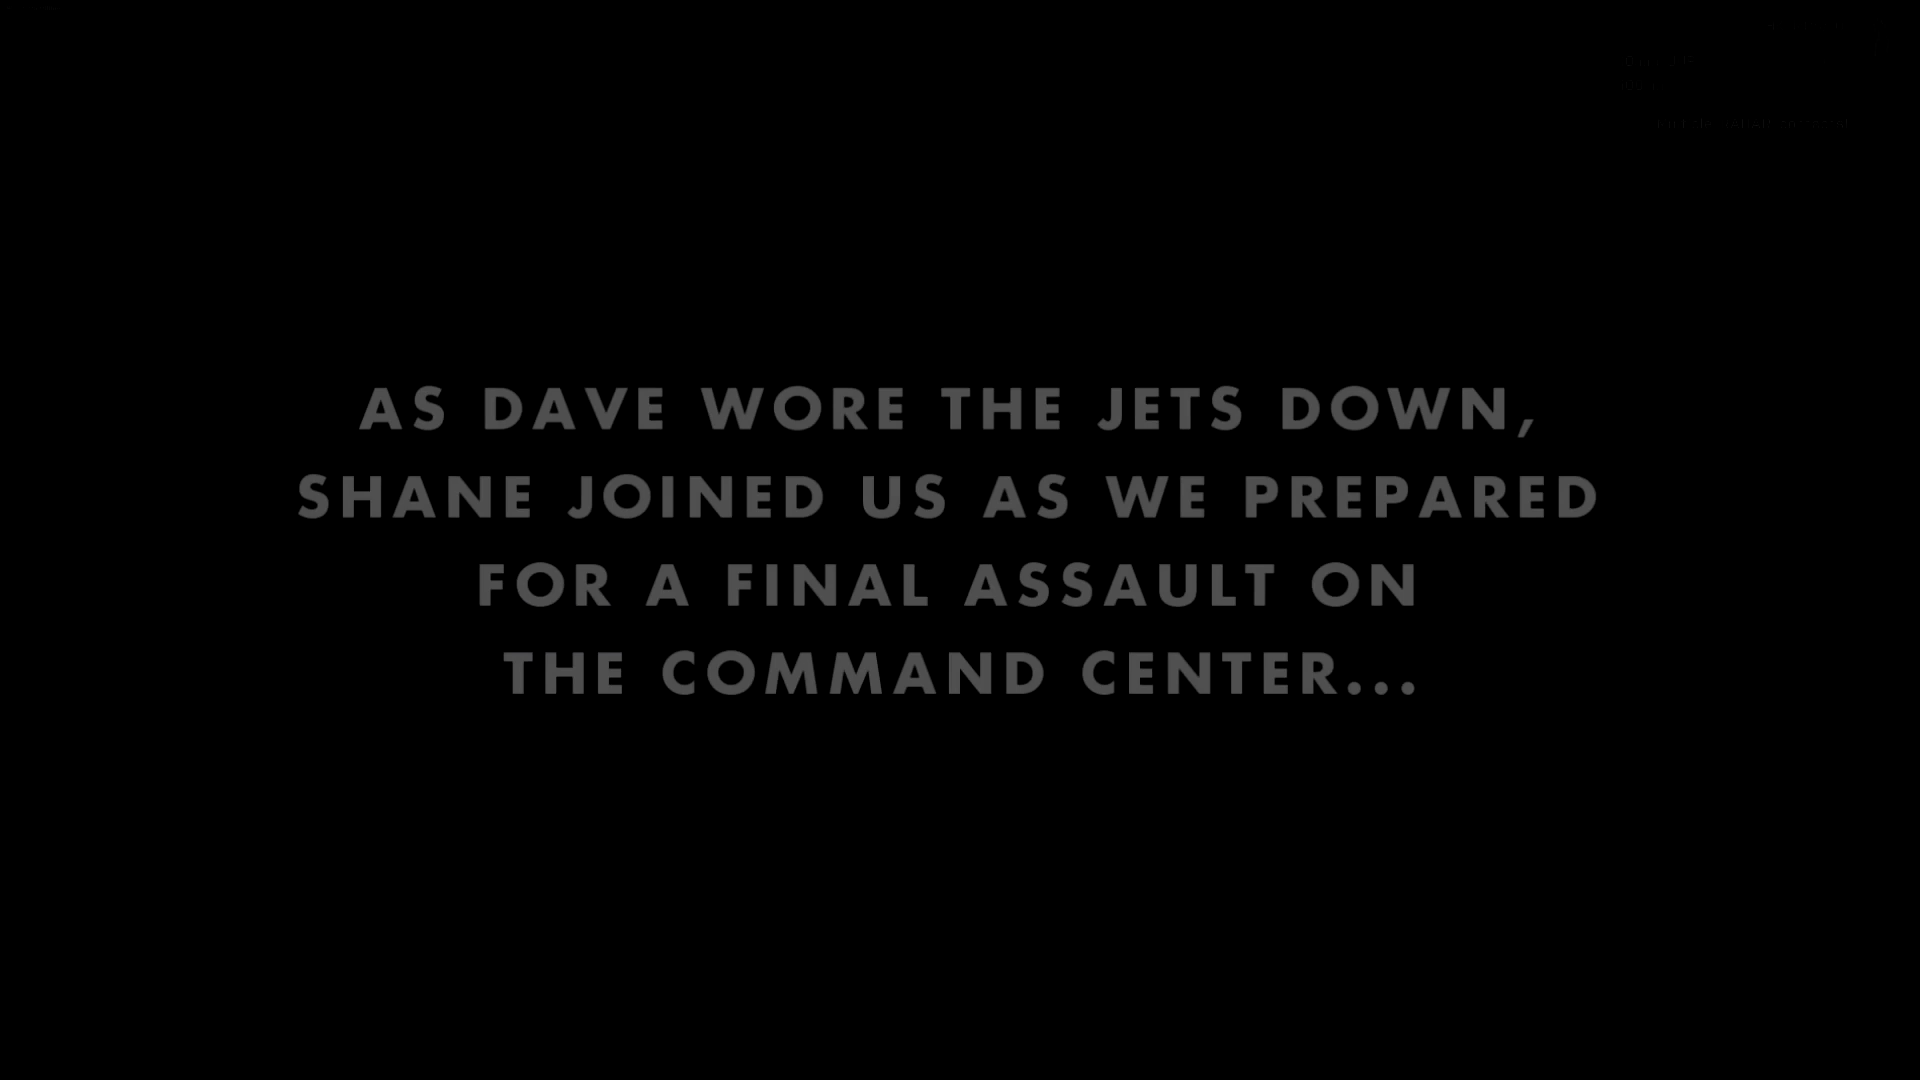 AS DAVE WORE THE JETS DOWN,
SHANE JOINED US AS WE PREPARED
FOR A FINAL ASSAULT ON
THE COMMAND CENTER...